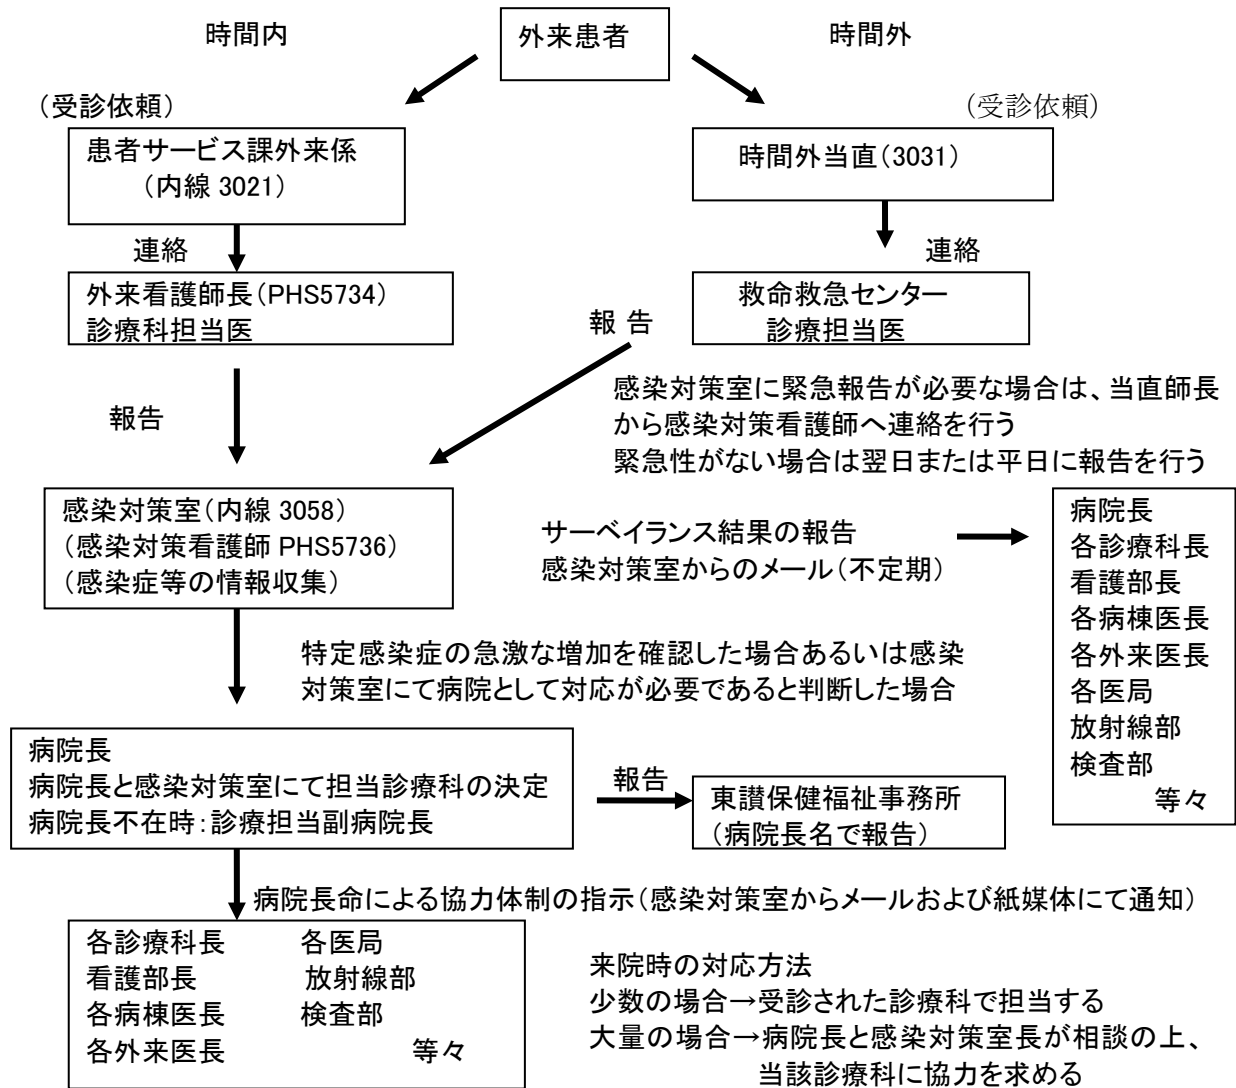 時間内
外来患者
時間外
(受診依頼)
(受診依頼)
患者サービス課外来係
(内線 3021)
時間外当直(3031)
連絡
連絡
外来看護師長(PHS5734)
診療科担当医
救命救急センター
診療担当医
報 告
報告
感染対策室に緊急報告が必要な場合は、当直師長
から感染対策看護師へ連絡を行う
緊急性がない場合は翌日または平日に報告を行う
感染対策室(内線 3058)
(感染対策看護師 PHS5736)
(感染症等の情報収集)
サーベイランス結果の報告
感染対策室からのメール(不定期)
病院長
各診療科長
看護部長
各病棟医長
各外来医長
各医局
放射線部
検査部
等々
特定感染症の急激な増加を確認した場合あるいは感染
対策室にて病院として対応が必要であると判断した場合
病院長
病院長と感染対策室にて担当診療科の決定
病院長不在時:診療担当副病院長
報告
東讃保健福祉事務所
(病院長名で報告)
病院長命による協力体制の指示(感染対策室からメールおよび紙媒体にて通知)
各診療科長 各医局
看護部長 放射線部
各病棟医長 検査部
各外来医長 等々
来院時の対応方法
少数の場合→受診された診療科で担当する
大量の場合→病院長と感染対策室長が相談の上、
当該診療科に協力を求める